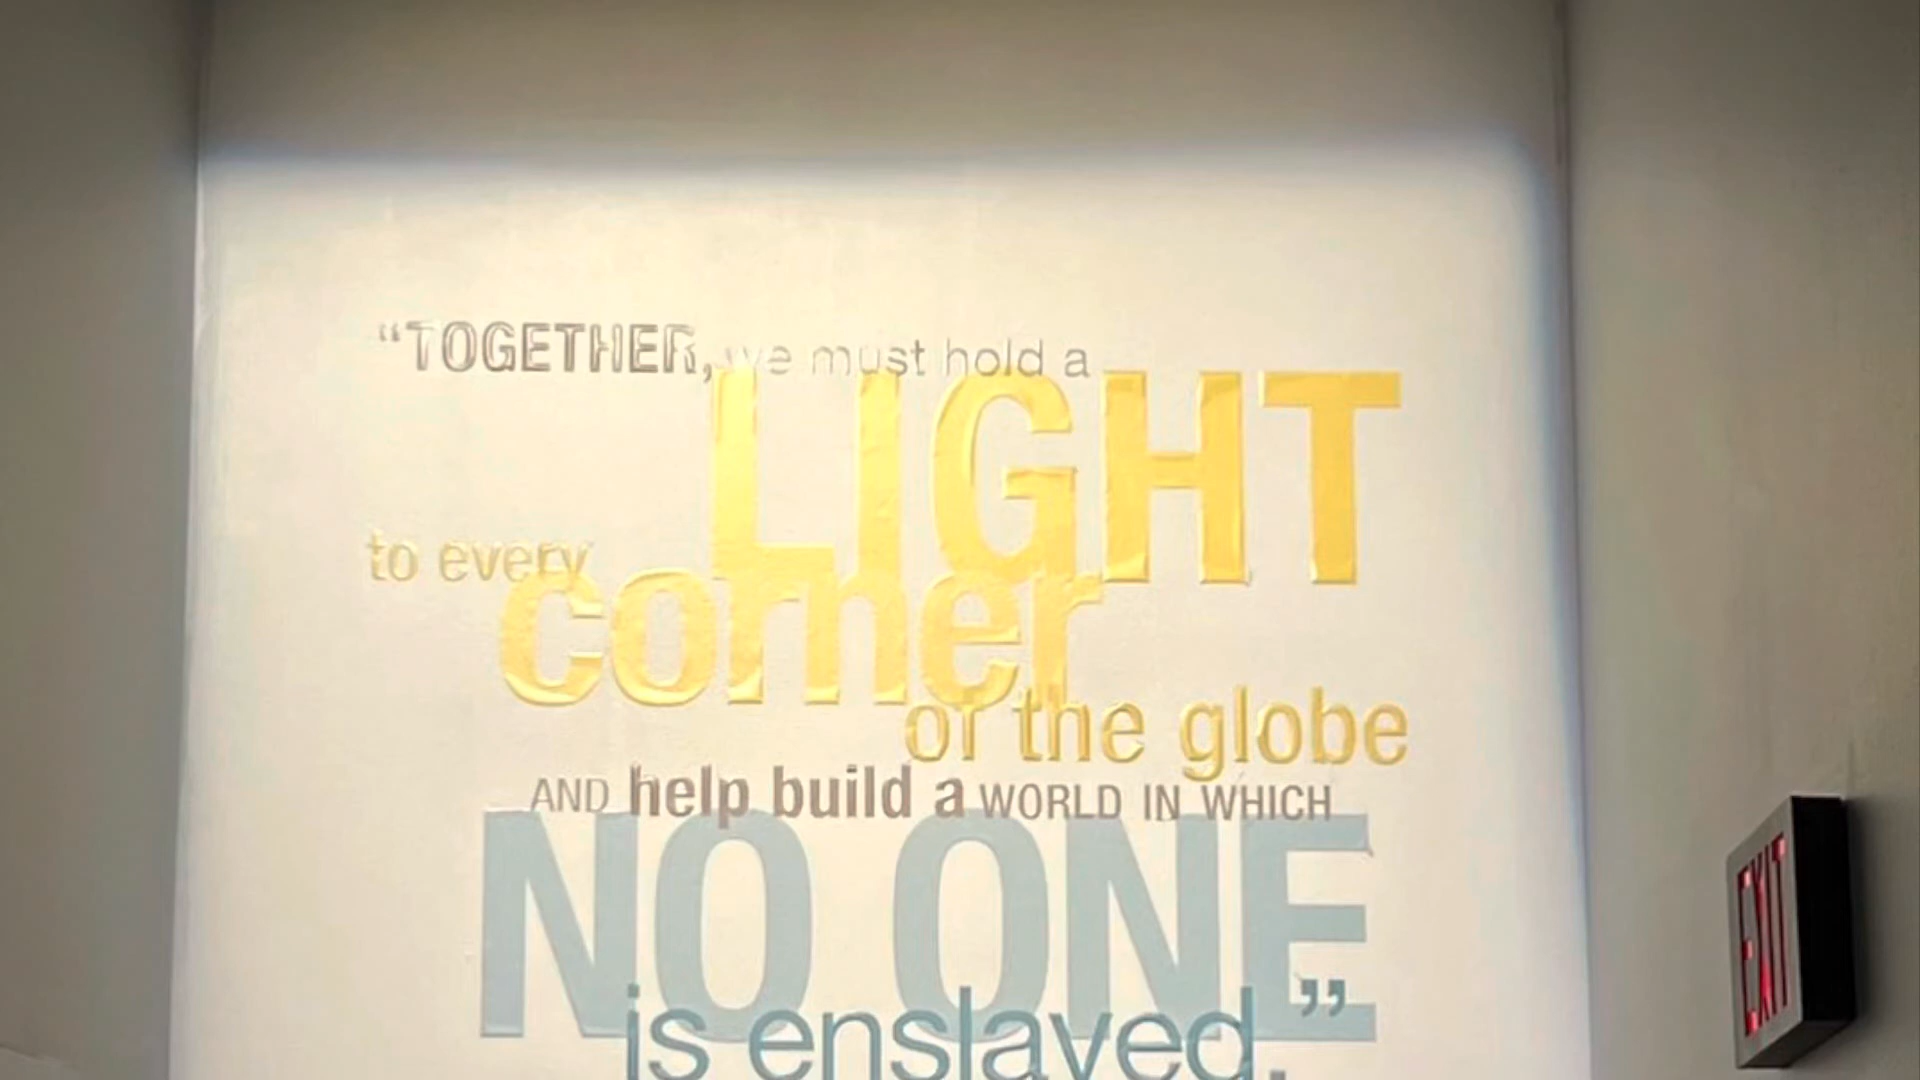 “TOGETHER, we must hold a
LIGHT
to every
corner
of the globe
AND help build a WORLD IN WHICH
NO ONE
is enslaved.”
EXIT